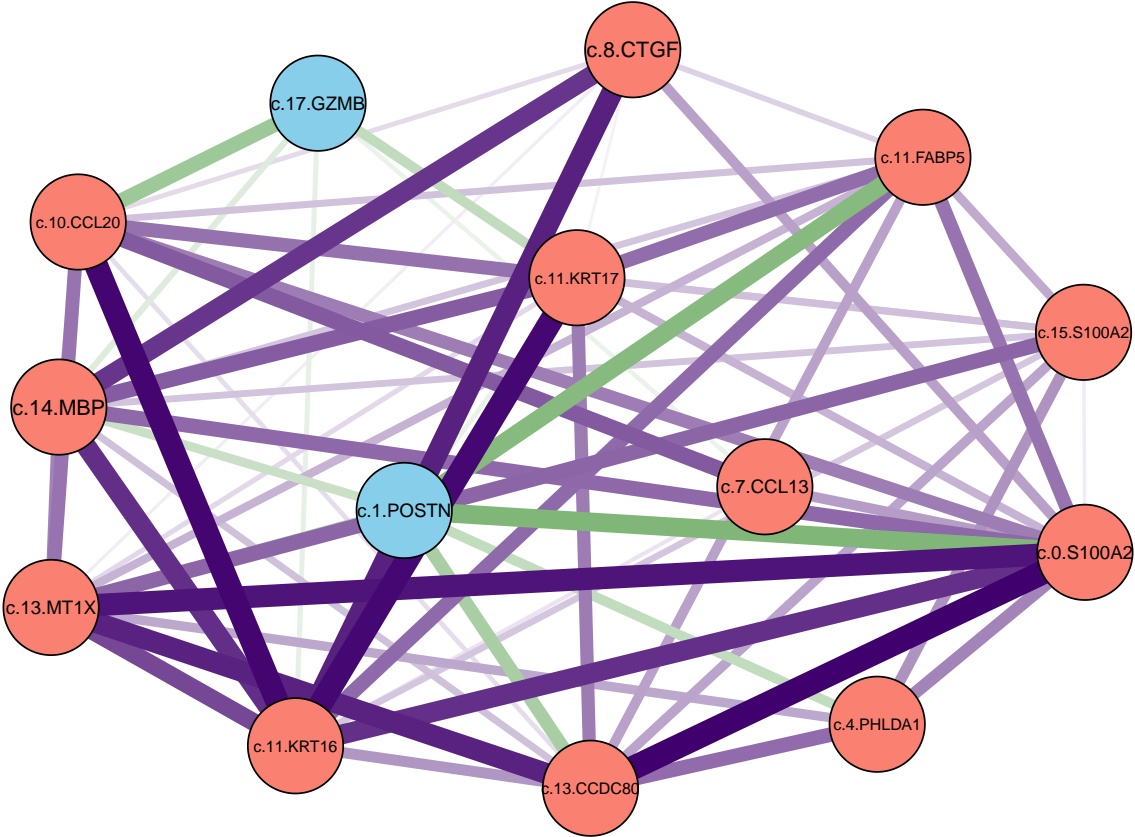 c.8.CTGF
c.17.GZMB
c.11.FABP5
c.10.CCL20
c.11.KRT17
c.15.S100A2
c.14.MBP
c.7.CCL13
c.1.POSTN
c.0.S100A2
c.13.MT1X
c.4.PHLDA1
c.11.KRT16
c.13.CCDC80